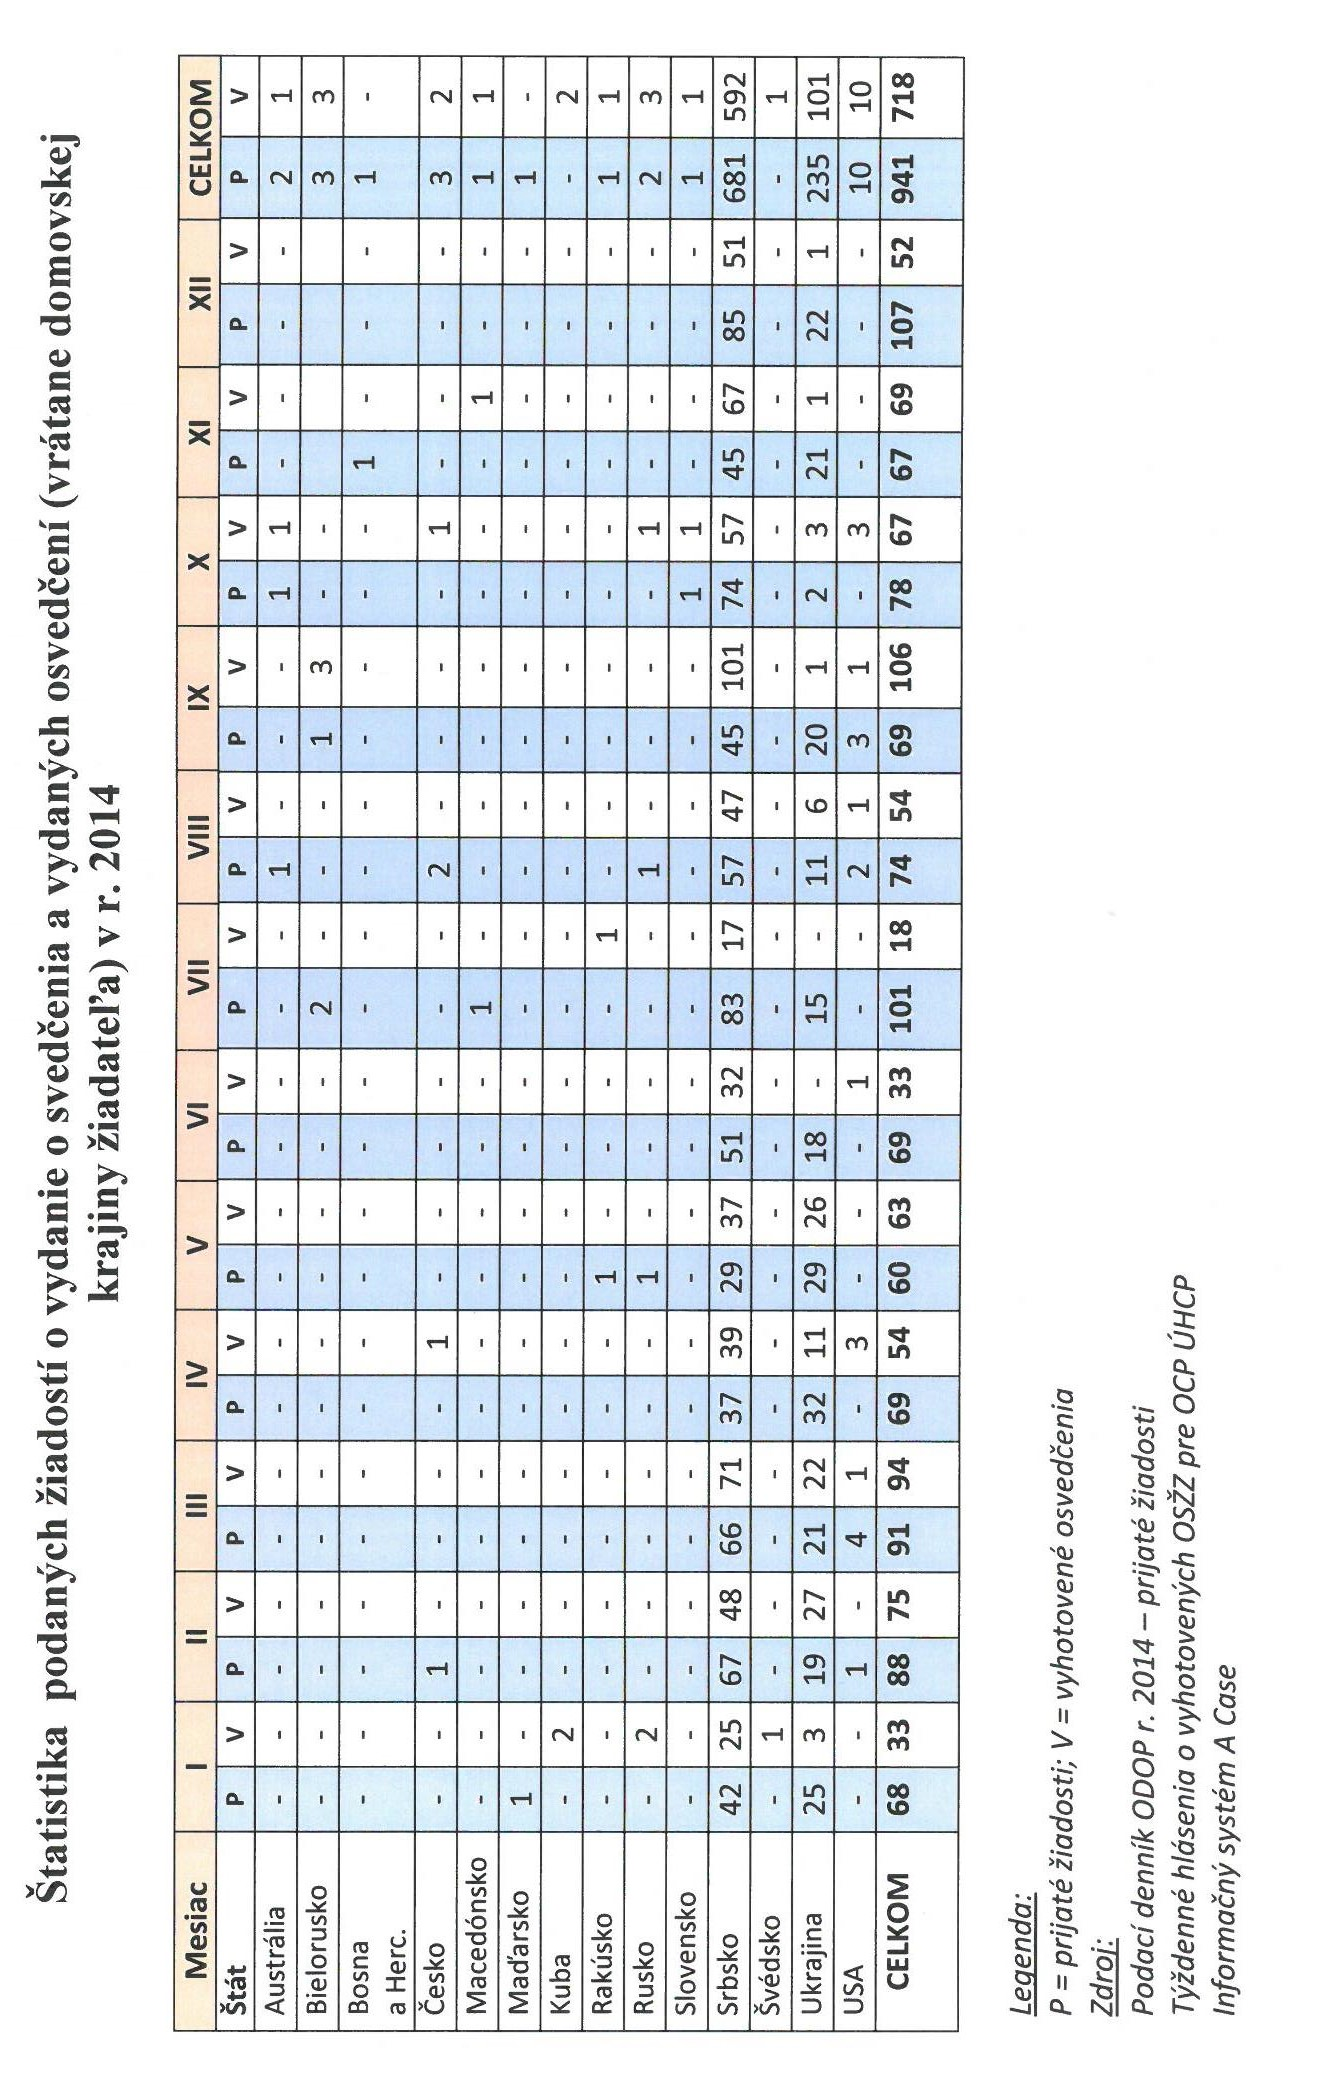 Štatistika podaných žiadostí o vydanie o svedčenia a vydaných osvedčení (vrátane domovskej
krajiny žiadateľa) v r. 2014
Mesiac I II III IV V VI VII VIII IX X XI XII CELKOM
Štát P V P V P V P V P V P V P V P V P V P V P V P V P V
Austrália - - - - - - - - - - - - - - 1 - - - 1 1 - - - - 2 1
Bielorusko - - - - - - - - - - - - 2 - - - 1 3 - - 3 3
Bosna - - - - - - - - - - - - - - - - - - - - 1 - - - 1 -
a Herc.
Česko - - 1 - - - - 1 - - - - - - 2 - - - - 1 - - - - 3 2
Macedónsko - - - - - - - - - - - - 1 - - - - - - - - 1 - - 1 1
Maďarsko 1 - - - - - - - - - - - - - - - - - - - - - - - 1 -
Kuba - 2 - - - - - - - - - - - - - - - - - - - - - - - 2
Rakúsko - - - - - - - - 1 - - - - 1 - - - - - - - - - - 1 1
Rusko - 2 - - - - - - 1 - - - - - 1 - - - - 1 - - - - 2 3
Slovensko - - - - - - - - - - - - - - - - - - 1 1 - - - - 1 1
Srbsko 42 25 67 48 66 71 37 39 29 37 51 32 83 17 57 47 45 101 74 57 45 67 85 51 681 592
Švédsko - 1 - - - - - - - - - - - - - - - - - - - - - - - 1
Ukrajina 25 3 19 27 21 22 32 11 29 26 18 - 15 - 11 6 20 1 2 3 21 1 22 1 235 101
USA - - 1 - 4 1 - 3 - - - 1 - - 2 1 3 1 - 3 - - - - 10 10
CELKOM 68 33 88 75 91 94 69 54 60 63 69 33 101 18 74 54 69 106 78 67 67 69 107 52 941 718
Legenda:
P = prijaté žiadosti; V = vyhotovené osvedčenia
Zdroj:
Podací denník ODOP r. 2014 – prijaté žiadosti
Týždenné hlásenia o vyhotovených OSŽZ pre OCP ÚHCP
Informačný systém A Case